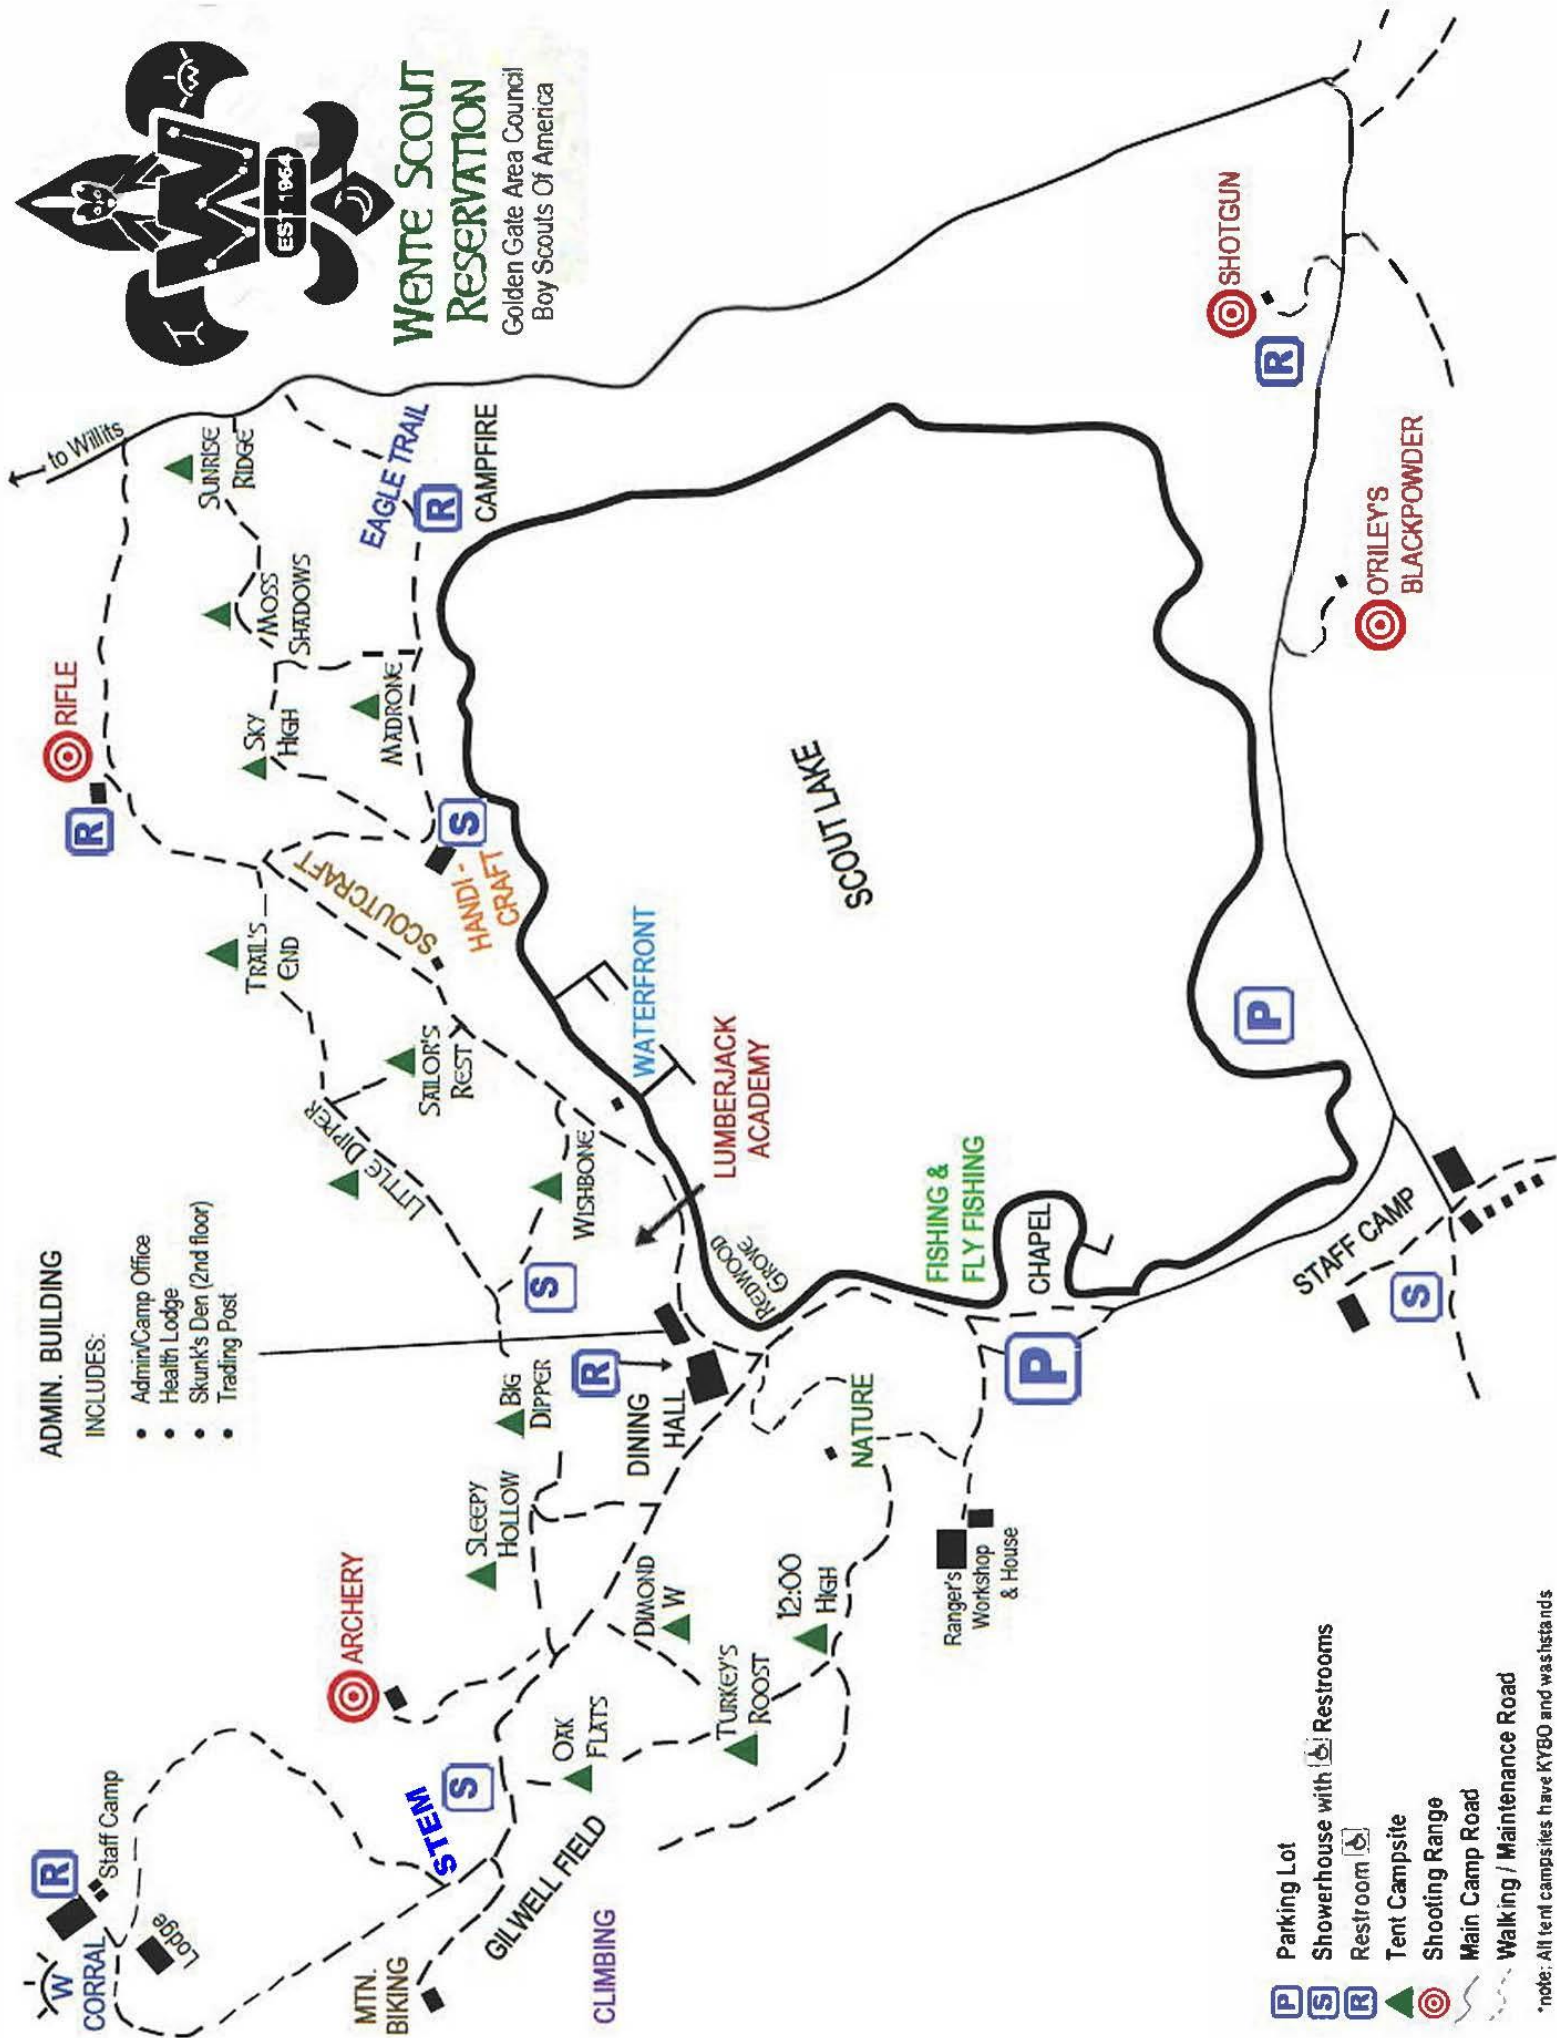 WENTE SCOUT
RESERVATION
Golden Gate Area Council
Boy Scouts Of America
EST 1964
W
W
to Willits
SUNRISE
RIDGE
EAGLE TRAIL
R
CAMPFIRE
MOSS
SHADOWS
RIFLE
R
SKY
HIGH
MADRONE
S
HANDI -
CRAFT
SCOUTCRAFT
TRAIL'S
END
SAILOR'S
REST
LITTLE DIPPER
WISHBONE
S
WATERFRONT
LUMBERJACK
ACADEMY
SCOUT LAKE
SHOTGUN
R
O'RILEY'S
BLACKPOWDER
P
ADMIN. BUILDING
INCLUDES:
• Admin/Camp Office
• Health Lodge
• Skunk's Den (2nd floor)
• Trading Post
REDWOOD
GROVE
FISHING &
FLY FISHING
CHAPEL
P
STAFF CAMP
S
BIG
DIPPER
R
DINING
HALL
NATURE
SLEEPY
HOLLOW
ARCHERY
DIMOND
W
12:00
HIGH
TURKEY'S
ROOST
OAK
FLATS
Ranger's
Workshop
& House
STEM
S
GILWELL FIELD
CLIMBING
MTN.
BIKING
R
Staff Camp
Lodge
W
CORRAL
P Parking Lot
S Showerhouse with Restrooms
R Restroom
Tent Campsite
Shooting Range
Main Camp Road
Walking / Maintenance Road
*note: All tent campsites have KYBO and washstands